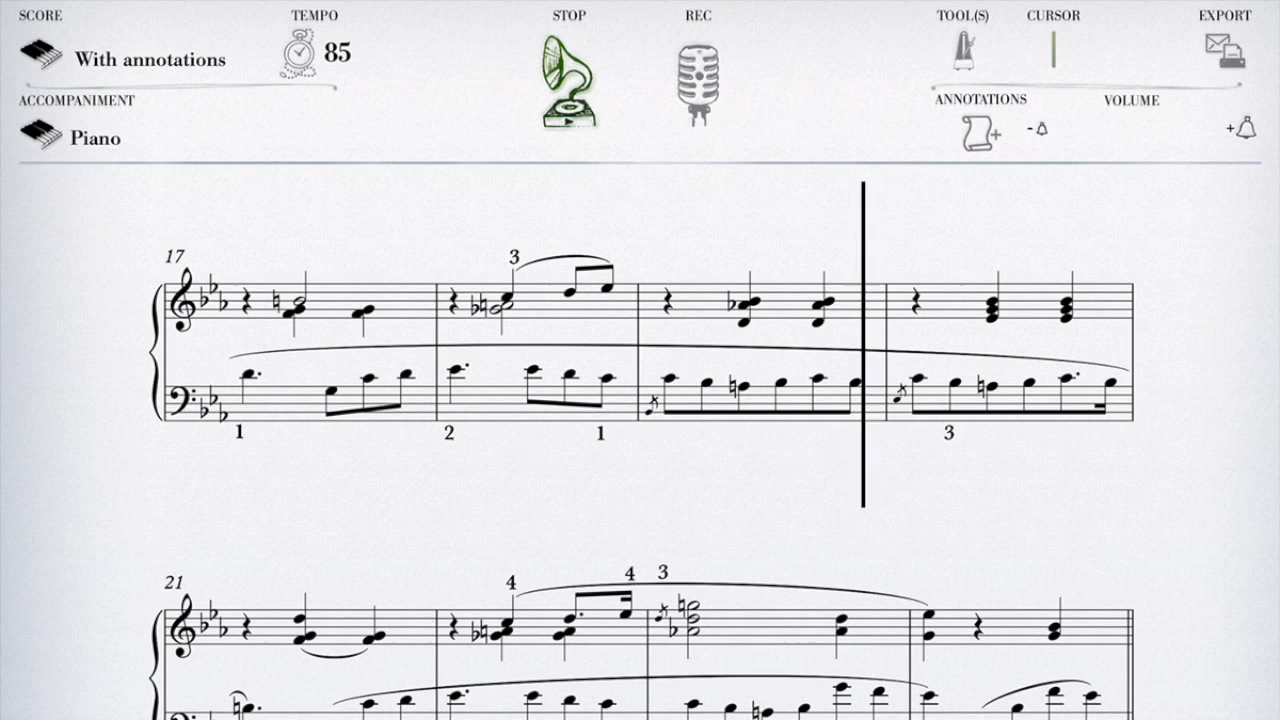 SCORE TEMPO STOP REC TOOL(S) CURSOR EXPORT
With annotations 85
ACCOMPANIMENT ANNOTATIONS VOLUME
Piano + - +
17 3
1 2 1 3
21 4 4 3